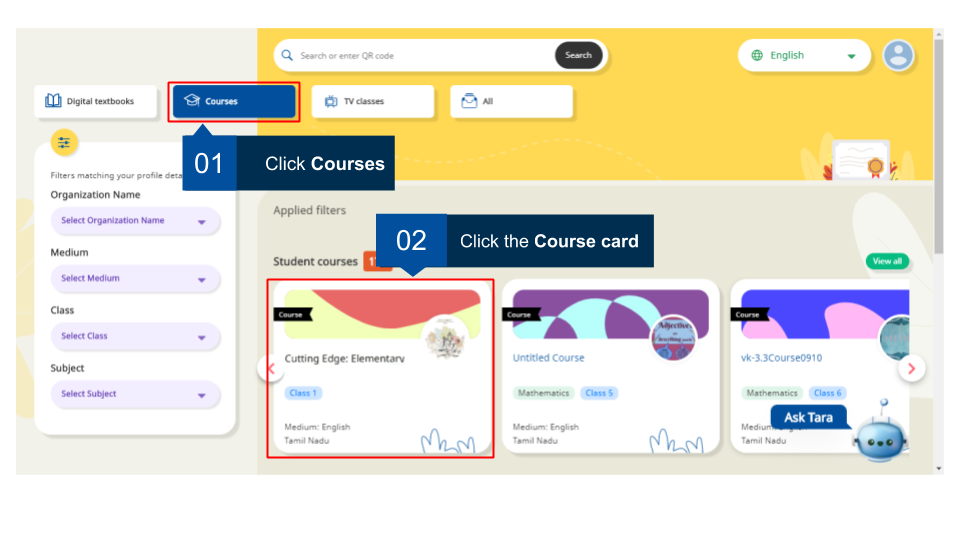 Search or enter QR code
Search
English
Digital textbooks
Courses
TV classes
All
01 Click Courses
Filters matching your profile
Organization Name
Select Organization Name
Medium
Select Medium
Class
Select Class
Subject
Select Subject
Applied filters
02 Click the Course card
Student courses
View all
Course
Cutting Edge: Elementary
Class 1
Medium: English
Tamil Nadu
Course
Adjective
Untitled Course
Mathematics Class 5
Medium: English
Tamil Nadu
Course
vk-3.3Course0910
Mathematics Class 6
Ask Tara
Tamil Nadu